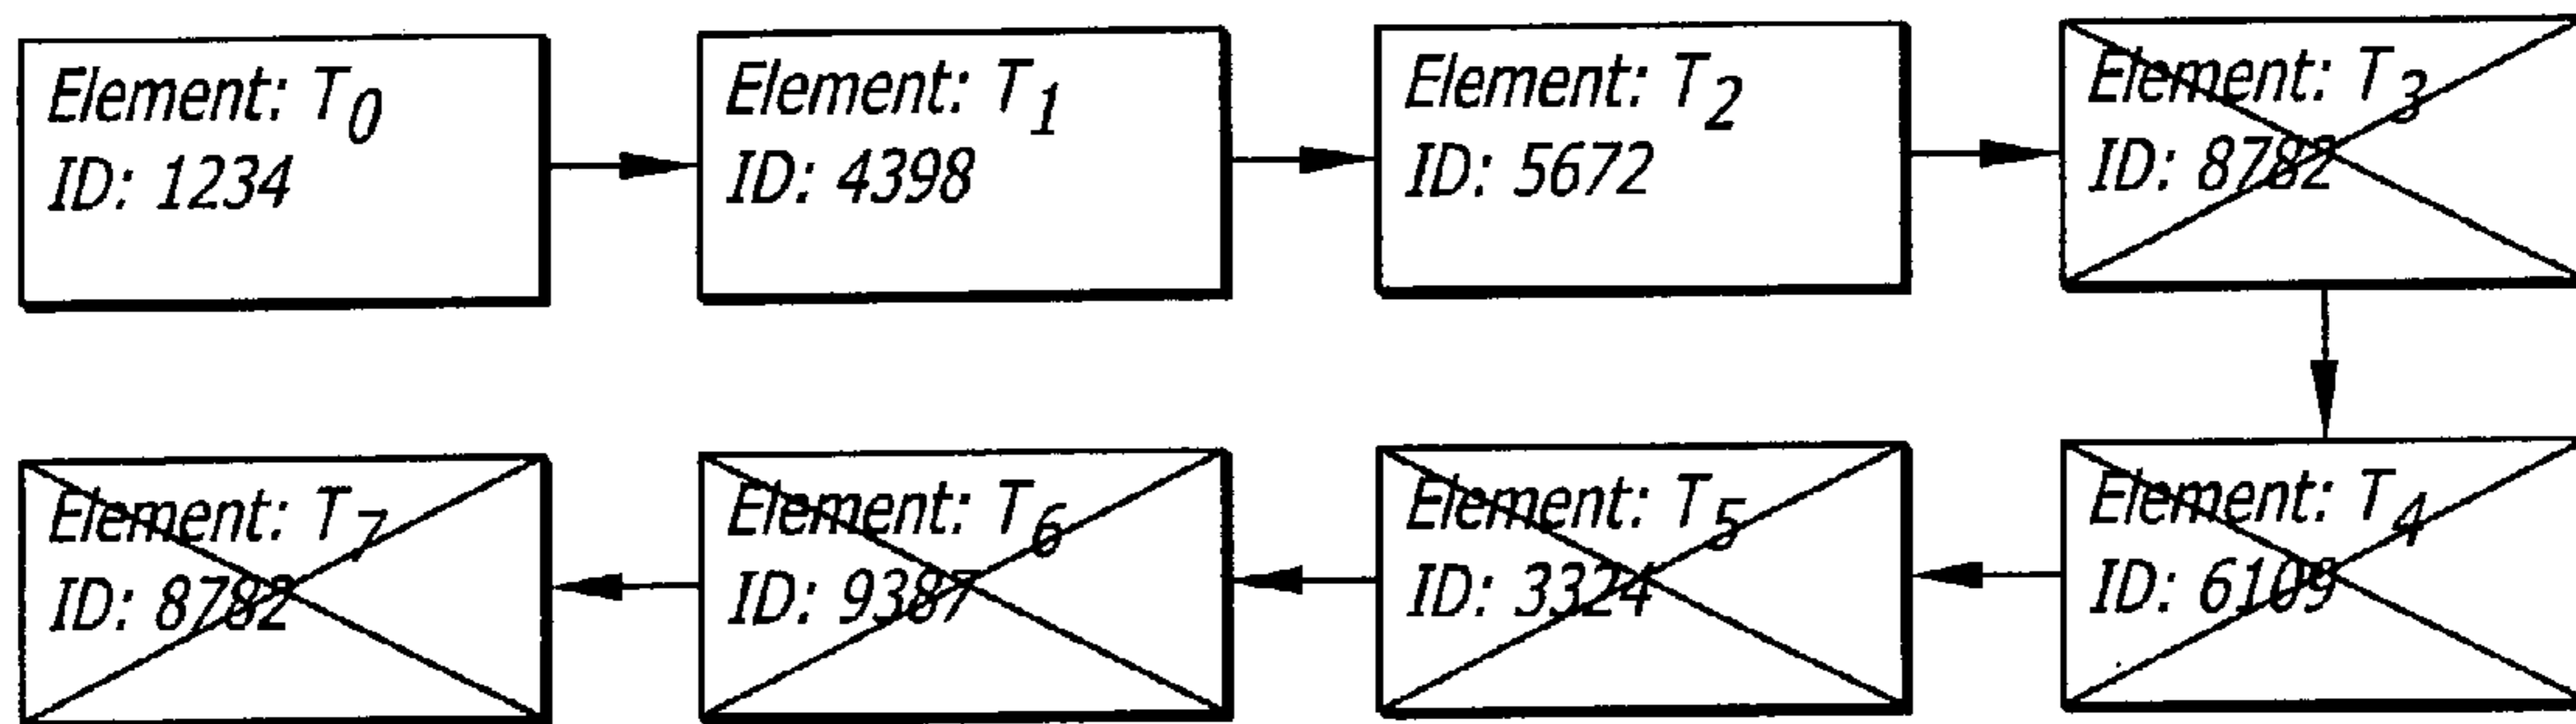 Element: T0
ID: 1234
Element: T1
ID: 4398
Element: T2
ID: 5672
Element: T3
ID: 8782
Element: T7
ID: 8782
Element: T6
ID: 9387
Element: T5
ID: 3324
Element: T4
ID: 6109